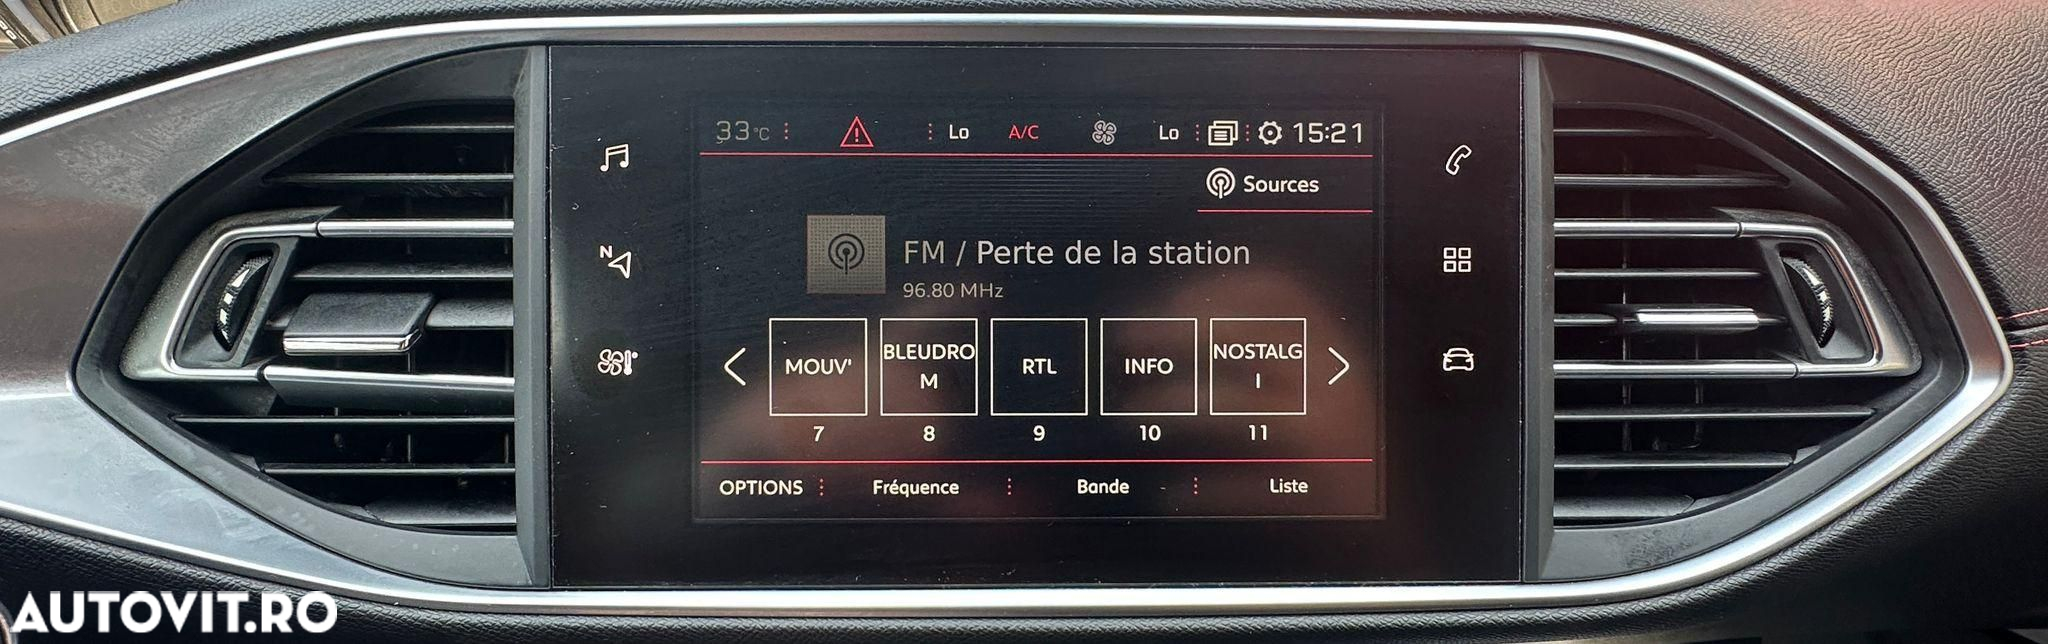 33°C Lo A/C Lo 15:21
Sources
N
FM / Perte de la station
96.80 MHz
MOUV' BLEUDRO RTL INFO NOSTALG
M I
7 8 9 10 11
OPTIONS Fréquence Bande Liste
AUTOVIT.RO